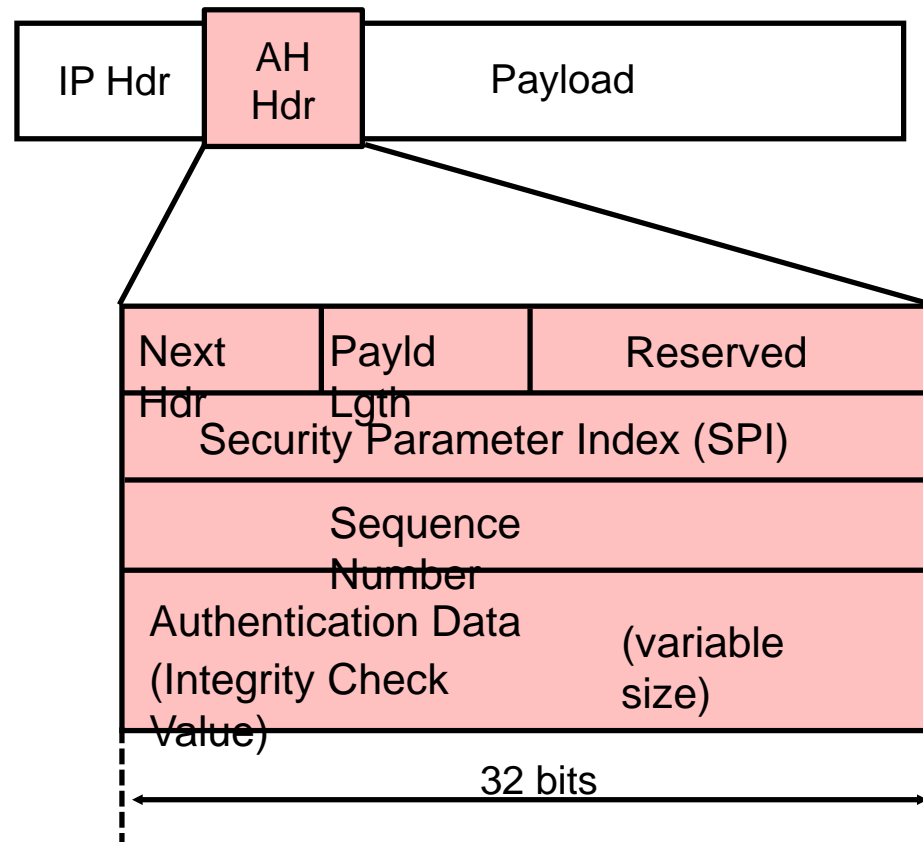 IP Hdr
AH
Hdr
Payload
Next
Hdr
Payld
Lgth
Reserved
Security Parameter Index (SPI)
Sequence
Number
Authentication Data
(Integrity Check
Value)
(variable
size)
32 bits